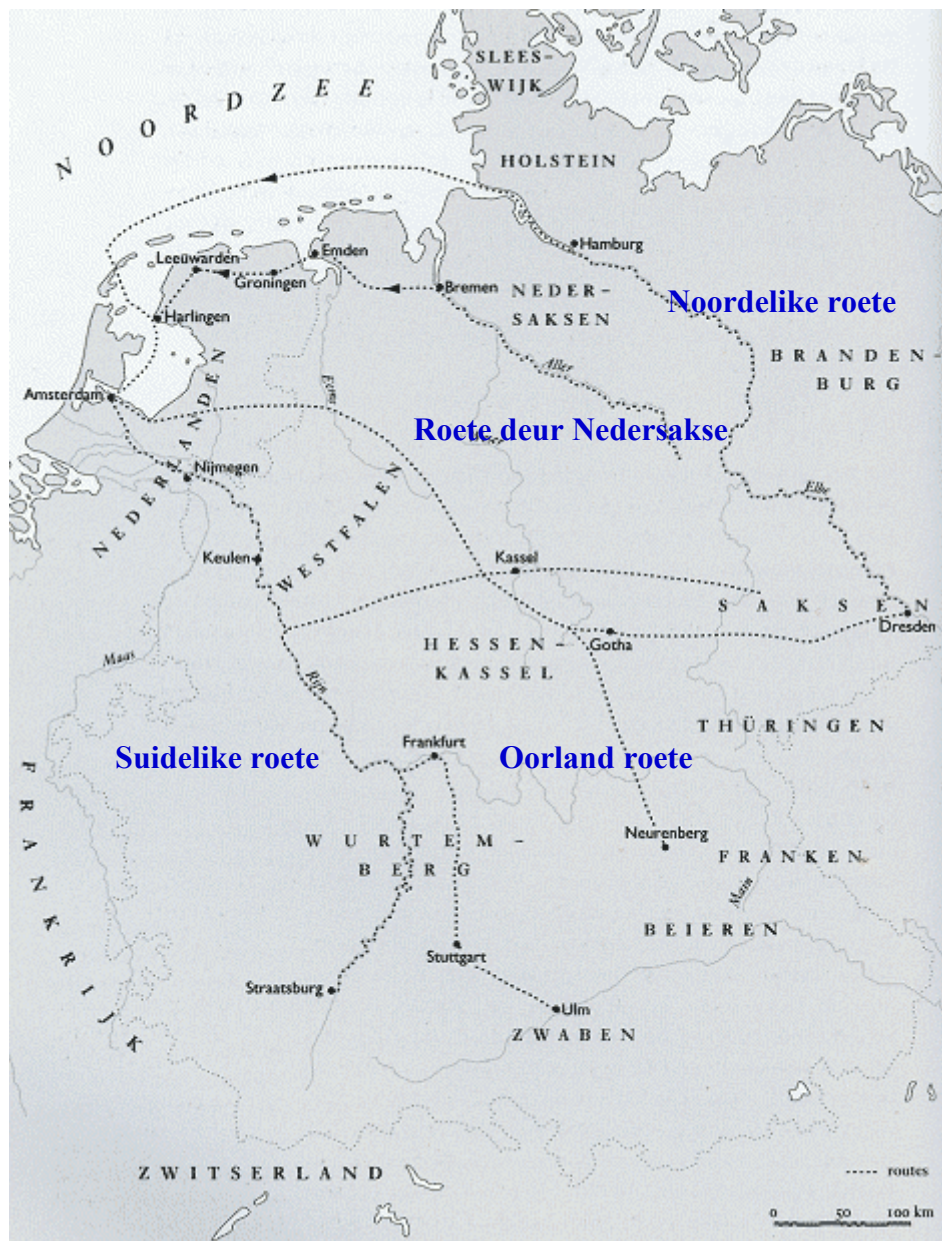 SLEES-
WIJK
NOORDZEE
HOLSTEIN
Hamburg
Emden
Leeuwarden
Groningen
Bremen
NEDER-
SAKSEN
Noordelike roete
Harlingen
BRANDEN-
BURG
Aller
Eems
Amsterdam
Roete deur Nedersakse
NEDERLANDEN
Nijmegen
WESTFALEN
Elbe
Keulen
Kassel
SAKSEN
Dresden
HESSEN-
KASSEL
Gotha
Maas
Rijn
THÜRINGEN
Frankfurt
Suidelike roete
Oorland roete
FRANKRIJK
WURTEM-
BERG
Neurenberg
FRANKEN
Main
BEIEREN
Stuttgart
Straatsburg
Ulm
ZWABEN
ZWITSERLAND
routes
0 50 100 km